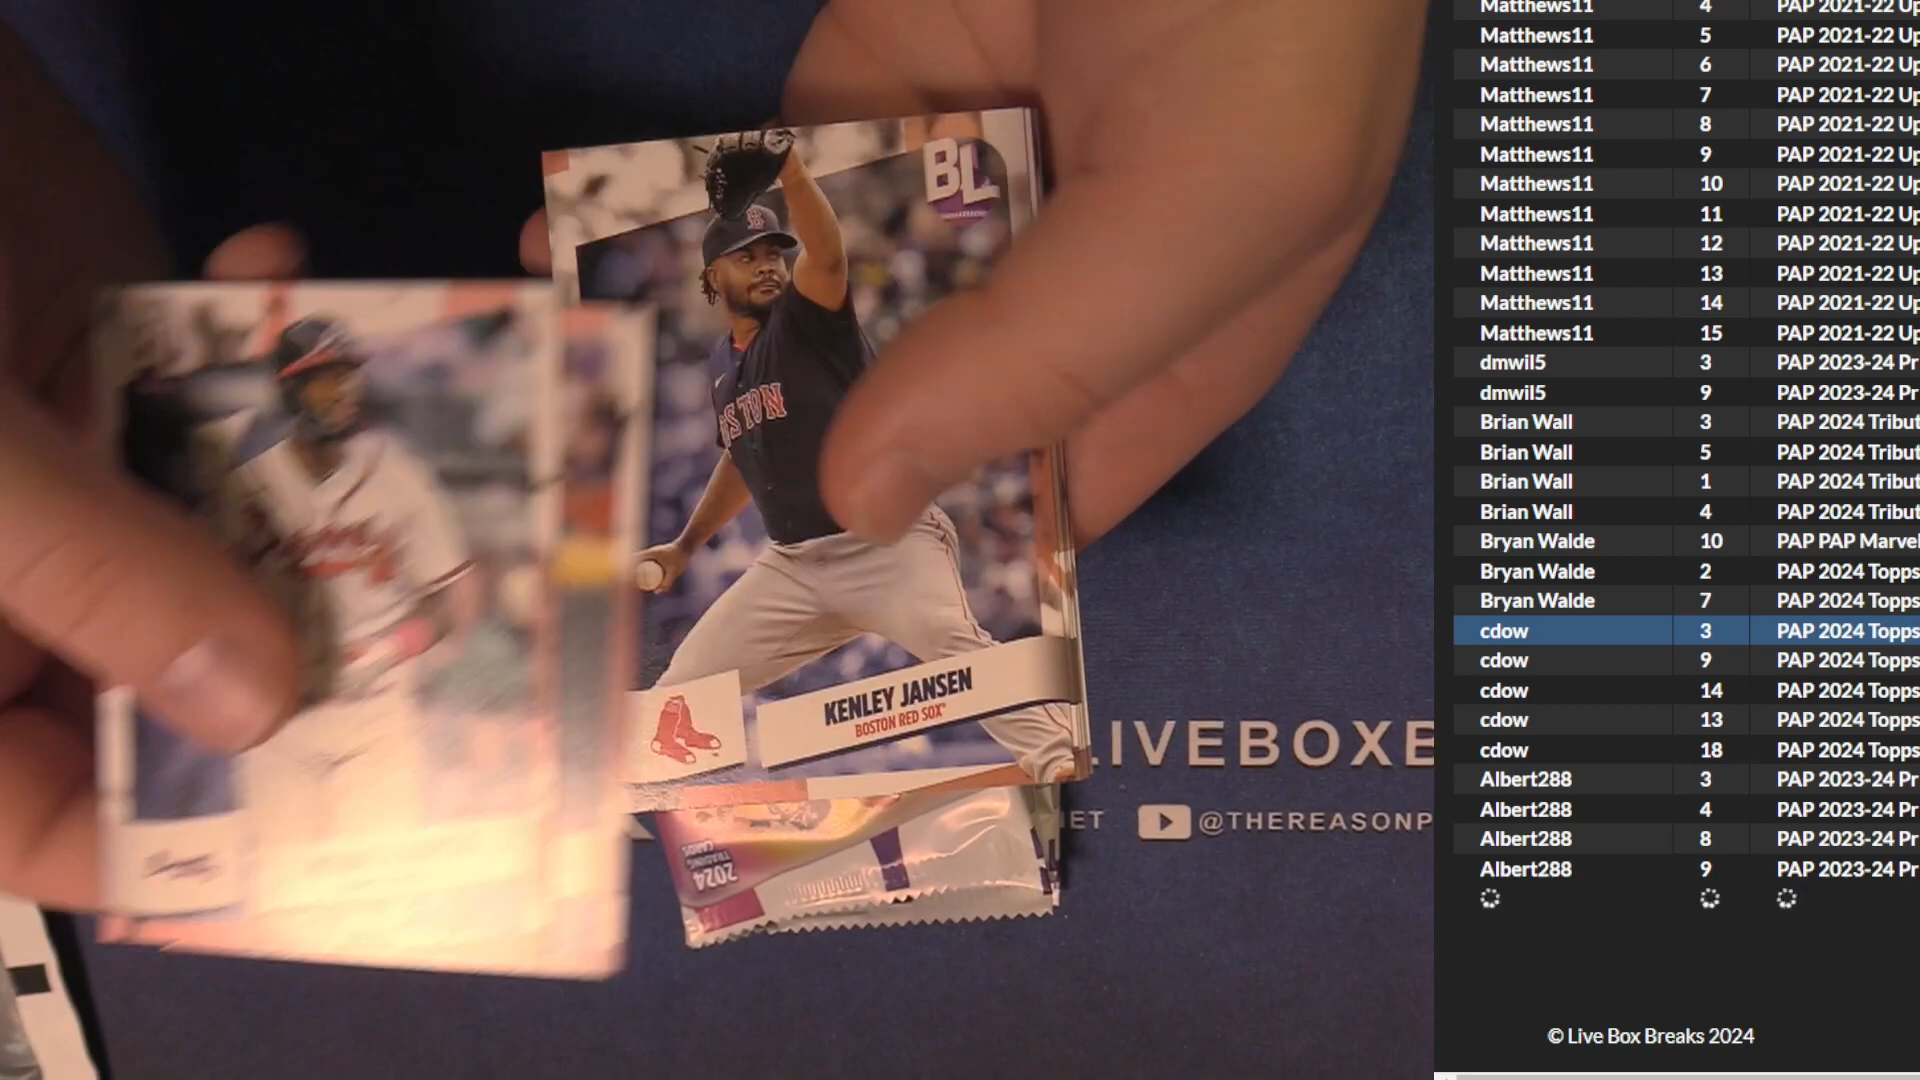 BL
BOSTON
KENLEY JANSEN
BOSTON RED SOX
2024
TRADING
CARDS
LIVEBOXB
ET
@THEREASONP
Matthews11 4 PAP 2021-22 Up
Matthews11 5 PAP 2021-22 Up
Matthews11 6 PAP 2021-22 Up
Matthews11 7 PAP 2021-22 Up
Matthews11 8 PAP 2021-22 Up
Matthews11 9 PAP 2021-22 Up
Matthews11 10 PAP 2021-22 Up
Matthews11 11 PAP 2021-22 Up
Matthews11 12 PAP 2021-22 Up
Matthews11 13 PAP 2021-22 Up
Matthews11 14 PAP 2021-22 Up
Matthews11 15 PAP 2021-22 Up
dmwil5 3 PAP 2023-24 Pr
dmwil5 9 PAP 2023-24 Pr
Brian Wall 3 PAP 2024 Tribut
Brian Wall 5 PAP 2024 Tribut
Brian Wall 1 PAP 2024 Tribut
Brian Wall 4 PAP 2024 Tribut
Bryan Walde 10 PAP PAP Marvel
Bryan Walde 2 PAP 2024 Topps
Bryan Walde 7 PAP 2024 Topps
cdow 3 PAP 2024 Topps
cdow 9 PAP 2024 Topps
cdow 14 PAP 2024 Topps
cdow 13 PAP 2024 Topps
cdow 18 PAP 2024 Topps
Albert288 3 PAP 2023-24 Pr
Albert288 4 PAP 2023-24 Pr
Albert288 8 PAP 2023-24 Pr
Albert288 9 PAP 2023-24 Pr
© Live Box Breaks 2024